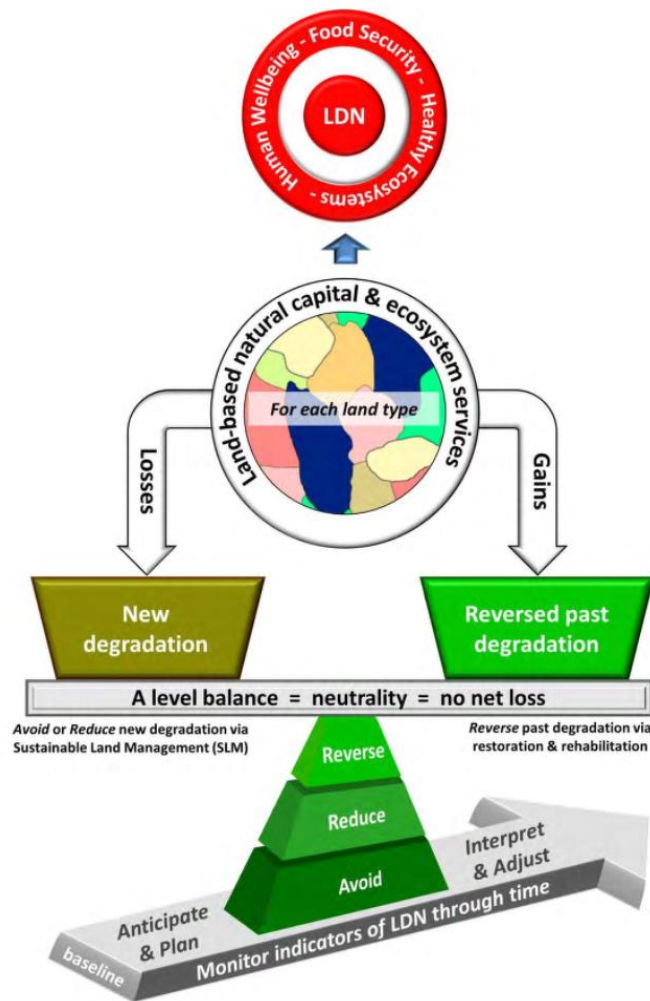 Human Wellbeing - Food Security - Healthy Ecosystems -
LDN
Land-based natural capital & ecosystem services
For each land type
Losses
Gains
New
degradation
Reversed past
degradation
A level balance = neutrality = no net loss
Avoid or Reduce new degradation via
Sustainable Land Management (SLM)
Reverse past degradation via
restoration & rehabilitation
Reverse
Reduce
Avoid
Anticipate
& Plan
Interpret
& Adjust
baseline
Monitor indicators of LDN through time